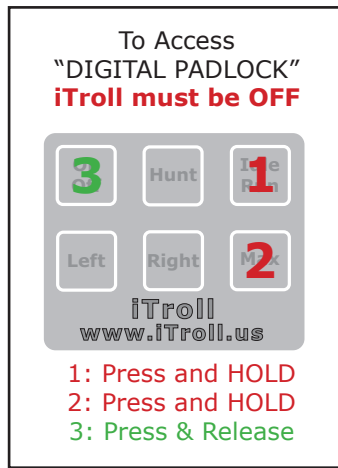 To Access
“DIGITAL PADLOCK”
iTroll must be OFF
3 Hunt 1
Left Right 2
iTroll
www.iTroll.us
1: Press and HOLD
2: Press and HOLD
3: Press & Release